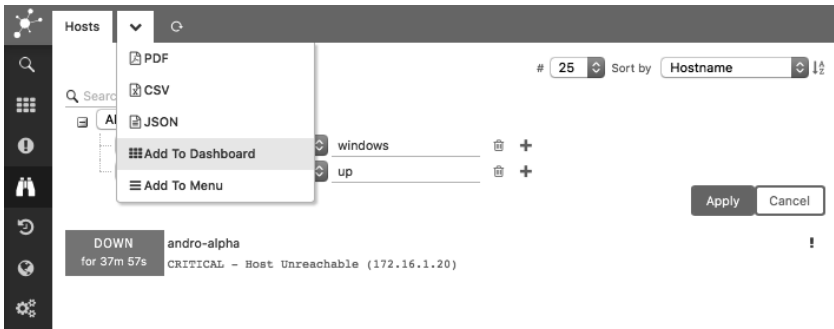 Hosts
PDF
# 25 Sort by Hostname
CSV
Searc
JSON
Al
Add To Dashboard
windows
up
Add To Menu
Apply Cancel
DOWN andro-alpha !
for 37m 57s CRITICAL – Host Unreachable (172.16.1.20)